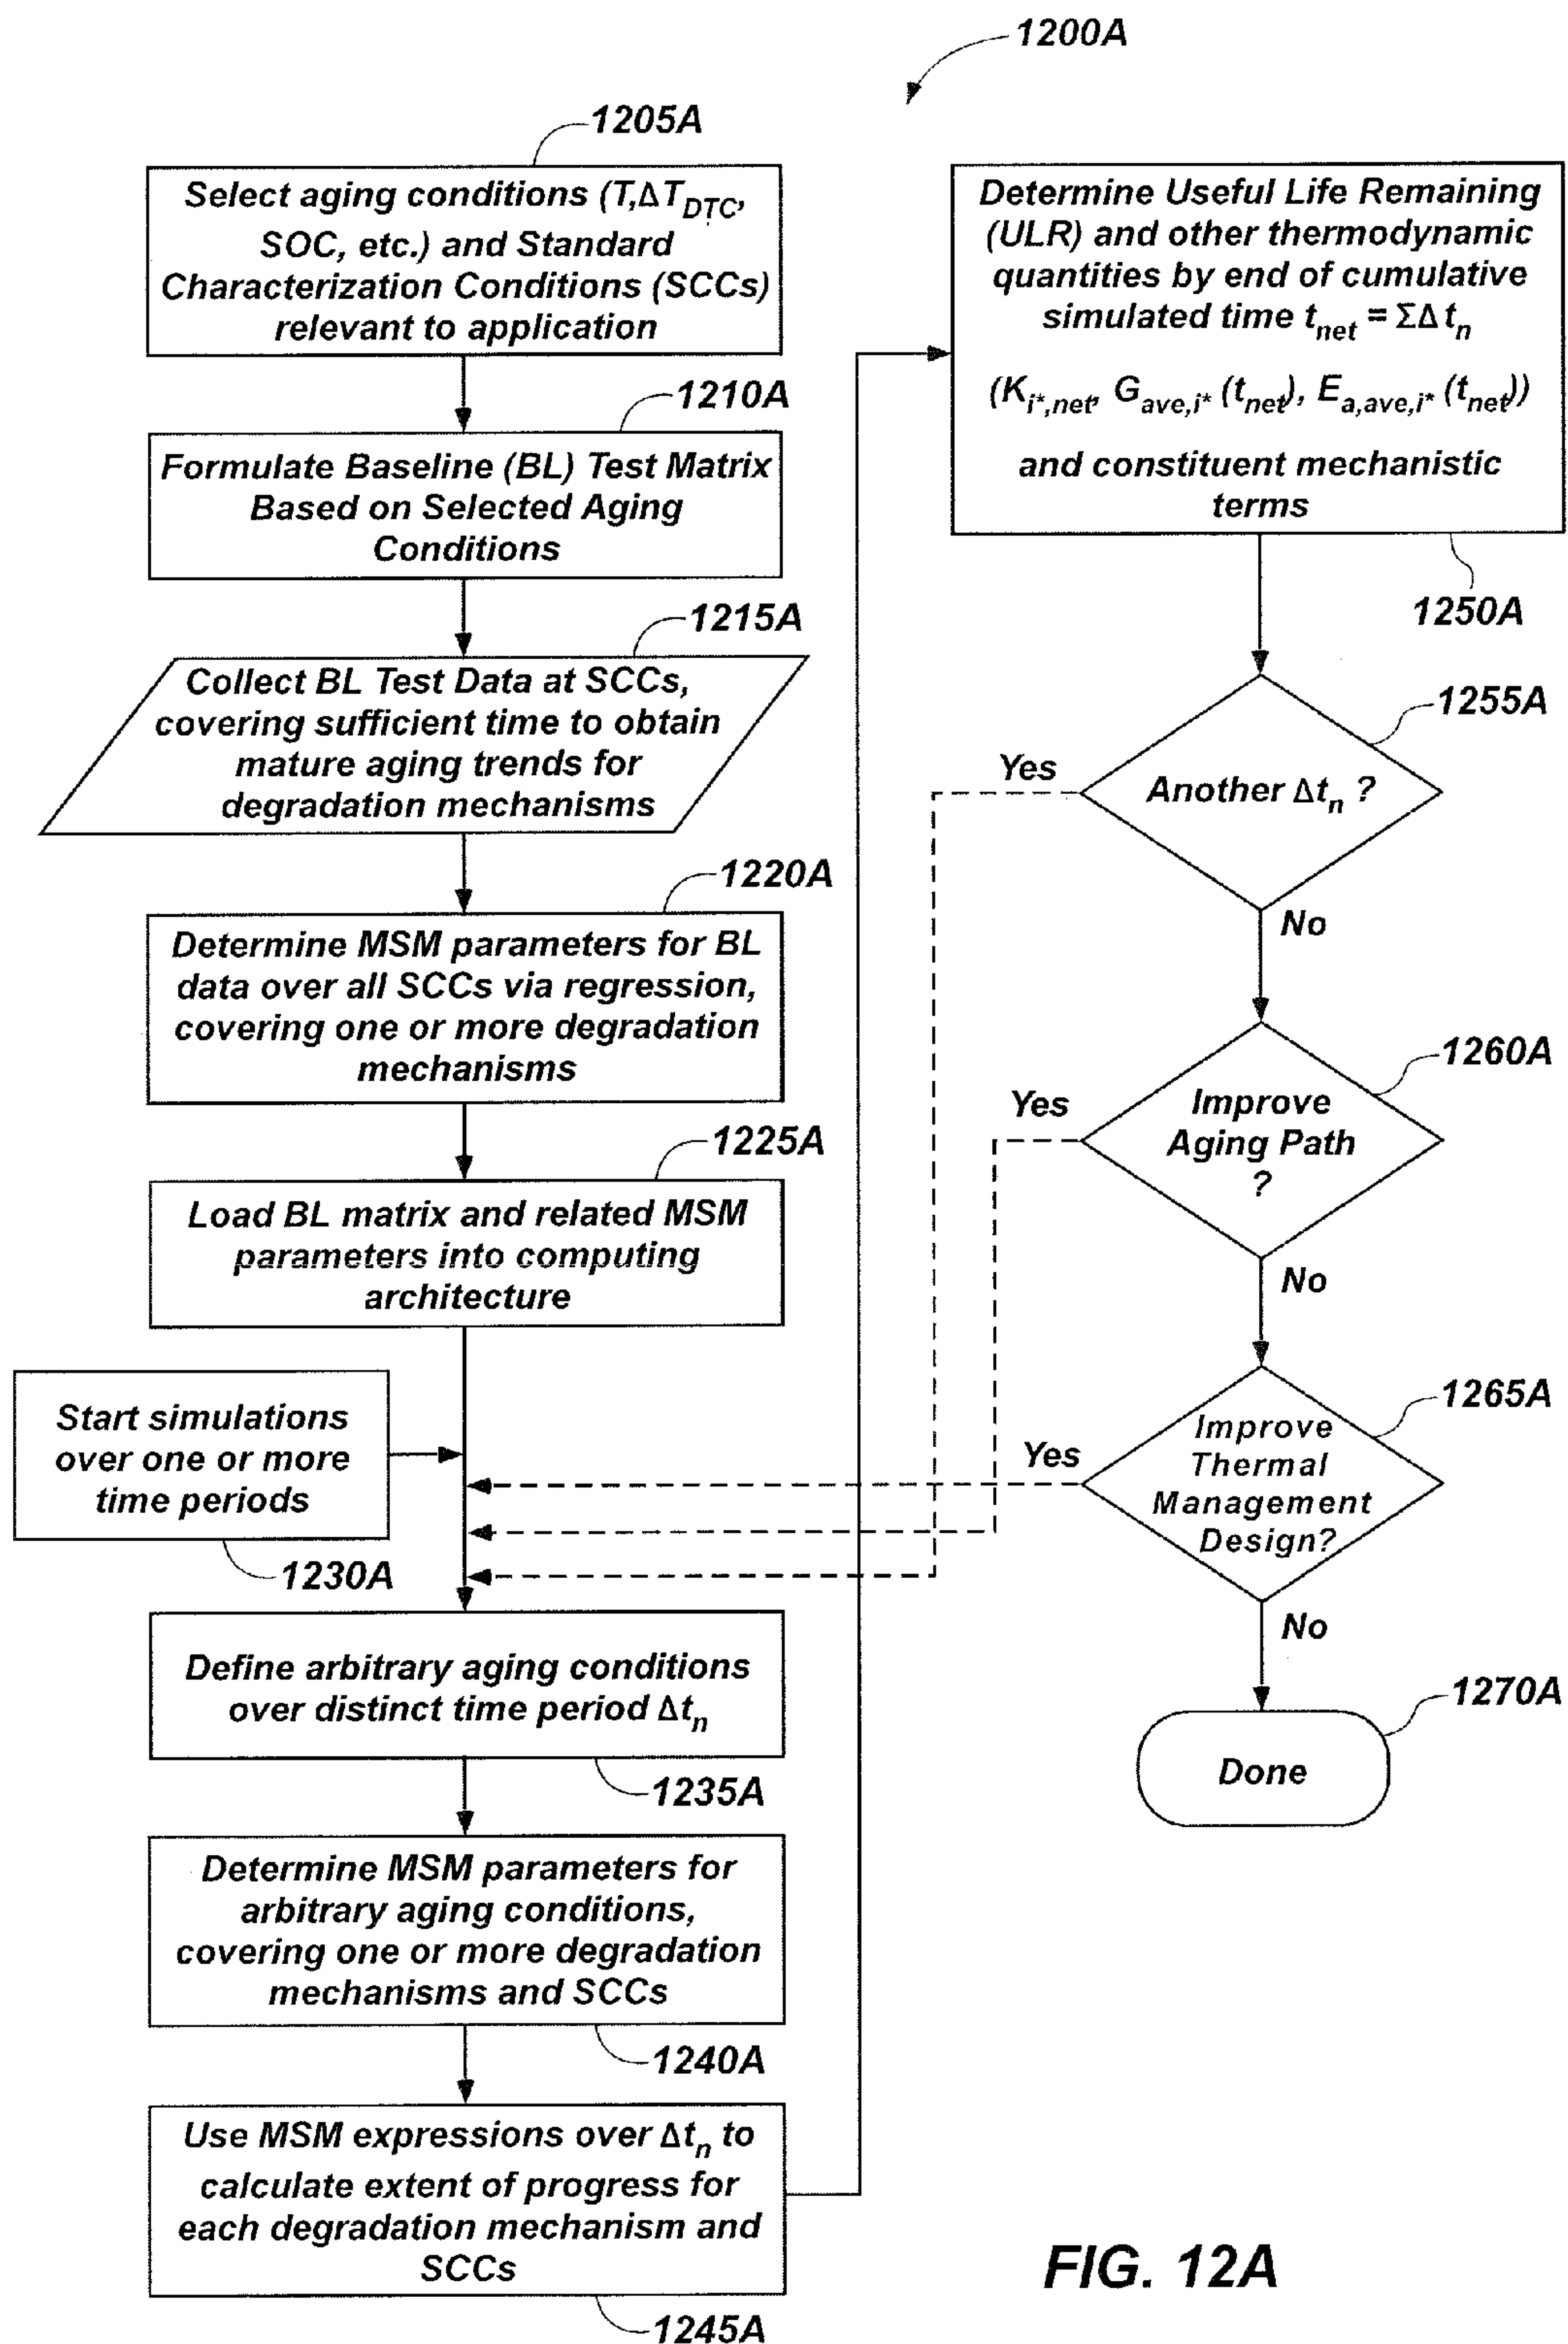 1200A
1205A
Select aging conditions (T,ΔT_DTC,
SOC, etc.) and Standard
Characterization Conditions (SCCs)
relevant to application
1210A
Formulate Baseline (BL) Test Matrix
Based on Selected Aging
Conditions
1215A
Collect BL Test Data at SCCs,
covering sufficient time to obtain
mature aging trends for
degradation mechanisms
1220A
Determine MSM parameters for BL
data over all SCCs via regression,
covering one or more degradation
mechanisms
1225A
Load BL matrix and related MSM
parameters into computing
architecture
Start simulations
over one or more
time periods
1230A
Define arbitrary aging conditions
over distinct time period Δt_n
1235A
Determine MSM parameters for
arbitrary aging conditions,
covering one or more degradation
mechanisms and SCCs
1240A
Use MSM expressions over Δt_n to
calculate extent of progress for
each degradation mechanism and
SCCs
1245A
Determine Useful Life Remaining
(ULR) and other thermodynamic
quantities by end of cumulative
simulated time t_net = ΣΔt_n
(K_i*,net, G_ave,i* (t_net), E_a,ave,i* (t_net))
and constituent mechanistic
terms
1250A
1255A
Another Δt_n ?
Yes
No
1260A
Improve
Aging Path
?
Yes
No
1265A
Improve
Thermal
Management
Design?
Yes
No
1270A
Done
FIG. 12A